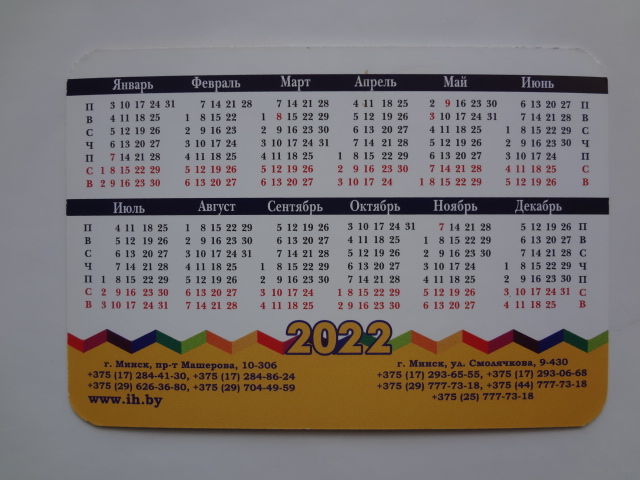 Январь Февраль Март Апрель Май Июнь
П 3 10 17 24 31 7 14 21 28 7 14 21 28 4 11 18 25 2 9 16 23 30 6 13 20 27 П
В 4 11 18 25 1 8 15 22 1 8 15 22 29 5 12 19 26 3 10 17 24 31 7 14 21 28 В
С 5 12 19 26 2 9 16 23 2 9 16 23 30 6 13 20 27 4 11 18 25 1 8 15 22 29 С
Ч 6 13 20 27 3 10 17 24 3 10 17 24 31 7 14 21 28 5 12 19 26 2 9 16 23 30 Ч
П 7 14 21 28 4 11 18 25 4 11 18 25 1 8 15 22 29 6 13 20 27 3 10 17 24 П
С 1 8 15 22 29 5 12 19 26 5 12 19 26 2 9 16 23 30 7 14 21 28 4 11 18 25 С
В 2 9 16 23 30 6 13 20 27 6 13 20 27 3 10 17 24 1 8 15 22 29 5 12 19 26 В
Июль Август Сентябрь Октябрь Ноябрь Декабрь
П 4 11 18 25 1 8 15 22 29 5 12 19 26 3 10 17 24 31 7 14 21 28 5 12 19 26 П
В 5 12 19 26 2 9 16 23 30 6 13 20 27 4 11 18 25 1 8 15 22 29 6 13 20 27 В
С 6 13 20 27 3 10 17 24 31 7 14 21 28 5 12 19 26 2 9 16 23 30 7 14 21 28 С
Ч 7 14 21 28 4 11 18 25 1 8 15 22 29 6 13 20 27 3 10 17 24 1 8 15 22 29 Ч
П 1 8 15 22 29 5 12 19 26 2 9 16 23 30 7 14 21 28 4 11 18 25 2 9 16 23 30 П
С 2 9 16 23 30 6 13 20 27 3 10 17 24 1 8 15 22 29 5 12 19 26 3 10 17 24 31 С
В 3 10 17 24 31 7 14 21 28 4 11 18 25 2 9 16 23 30 6 13 20 27 4 11 18 25 В
2022
г. Минск, пр-т Машерова, 10-306
+375 (17) 284-41-30, +375 (17) 284-86-24
+375 (29) 626-36-80, +375 (29) 704-49-59
www.ih.by
г. Минск, ул. Смолячкова, 9-430
+375 (17) 293-65-55, +375 (17) 293-06-68
+375 (29) 777-73-18, +375 (44) 777-73-18
+375 (25) 777-73-18